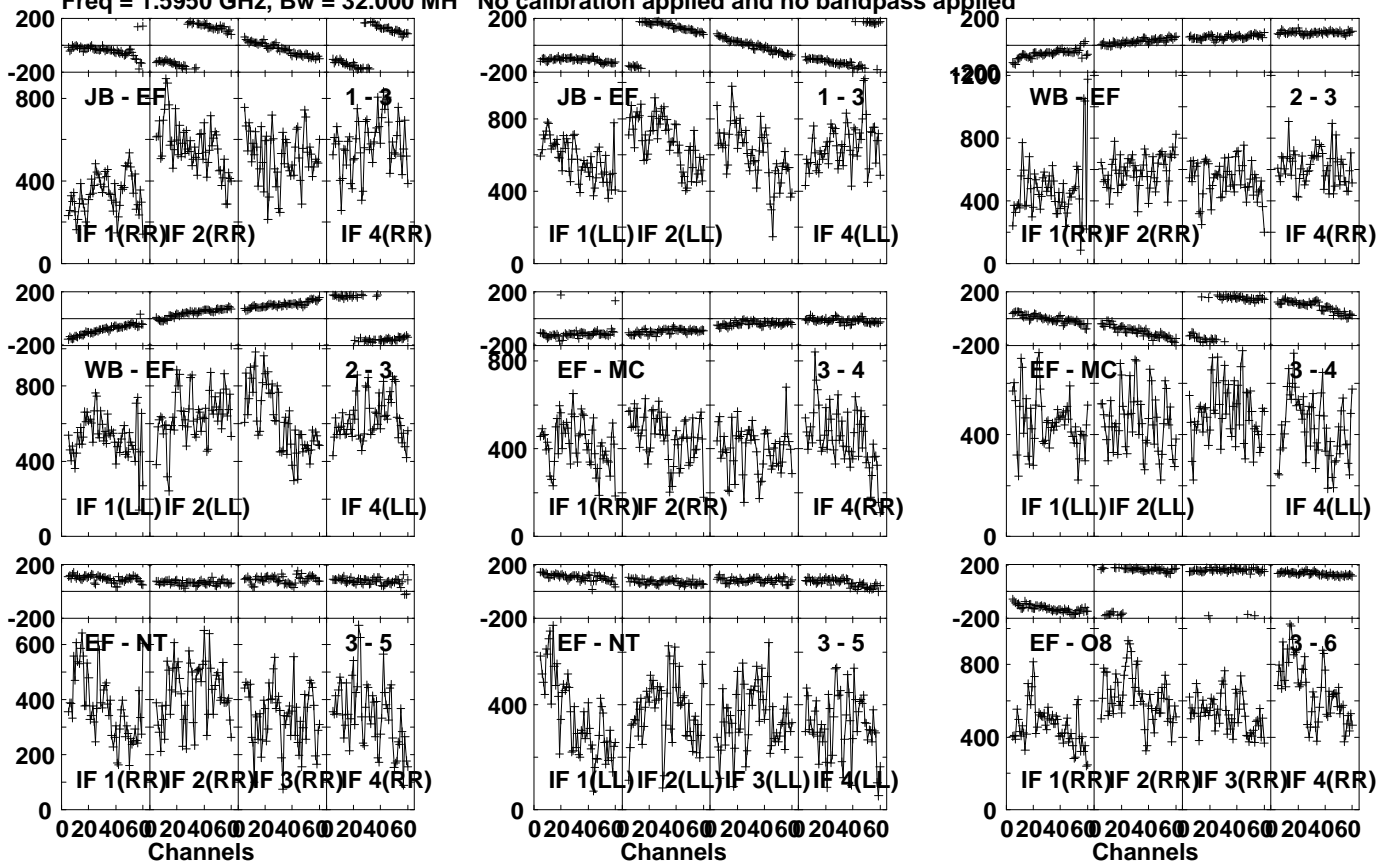 Freq = 1.5950 GHz, Bw = 32.000 MH No calibration applied and no bandpass applied
200
-200
800
400
0
JB - EF 1 - 3
IF 1(RR) IF 2(RR) IF 4(RR)
800
400
0
JB - EF 1 - 3
IF 1(LL) IF 2(LL) IF 4(LL)
200
-200
1200
800
400
0
WB - EF 2 - 3
IF 1(RR) IF 2(RR) IF 4(RR)
200
-200
800
400
0
WB - EF 2 - 3
IF 1(LL) IF 2(LL) IF 4(LL)
200
-200
800
400
0
EF - MC 3 - 4
IF 1(RR) IF 2(RR) IF 4(RR)
200
-200
400
0
EF - MC 3 - 4
IF 1(LL) IF 2(LL) IF 4(LL)
200
-200
600
400
200
0
EF - NT 3 - 5
IF 1(RR) IF 2(RR) IF 3(RR) IF 4(RR)
0 20 40 60 0 20 40 60 0 20 40 60 0 20 40 60
Channels
200
-200
400
0
EF - NT 3 - 5
IF 1(LL) IF 2(LL) IF 3(LL) IF 4(LL)
0 20 40 60 0 20 40 60 0 20 40 60 0 20 40 60
Channels
200
-200
800
400
0
EF - O8 3 - 6
IF 1(RR) IF 2(RR) IF 3(RR) IF 4(RR)
0 20 40 60 0 20 40 60 0 20 40 60 0 20 40 60
Channels